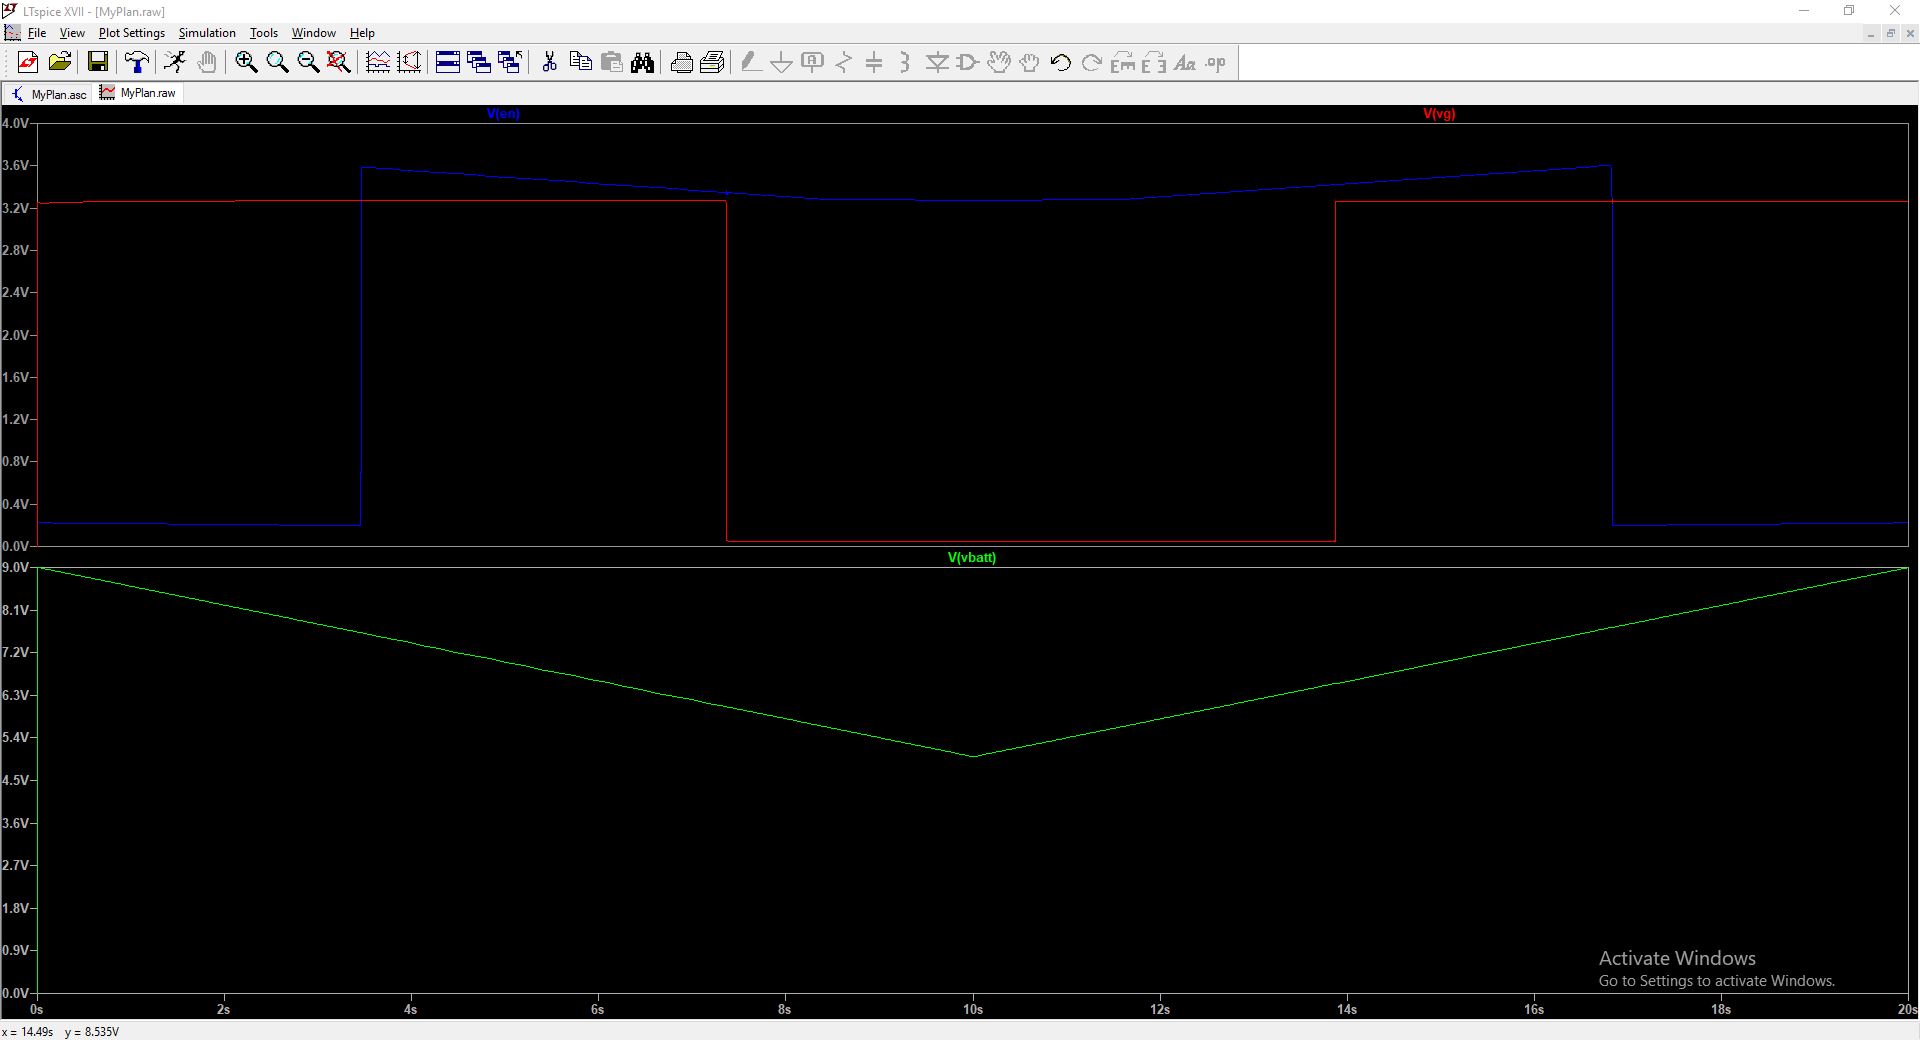 LTspice XVII - [MyPlan.raw]
File View Plot Settings Simulation Tools Window Help
Aa .op
MyPlan.asc MyPlan.raw
V(en) V(vg)
4.0V
3.6V
3.2V
2.8V
2.4V
2.0V
1.6V
1.2V
0.8V
0.4V
0.0V
V(vbatt)
9.0V
8.1V
7.2V
6.3V
5.4V
4.5V
3.6V
2.7V
1.8V
0.9V
0.0V
0s 2s 4s 6s 8s 10s 12s 14s 16s 18s 20s
Activate Windows
Go to Settings to activate Windows.
x = 14.49s y = 8.535V